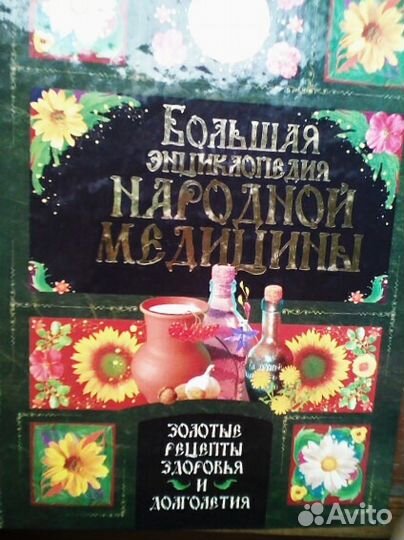 Большая
энциклопедия
народной
медицины
золотые
рецепты
здоровья
и
долголетия
Avito